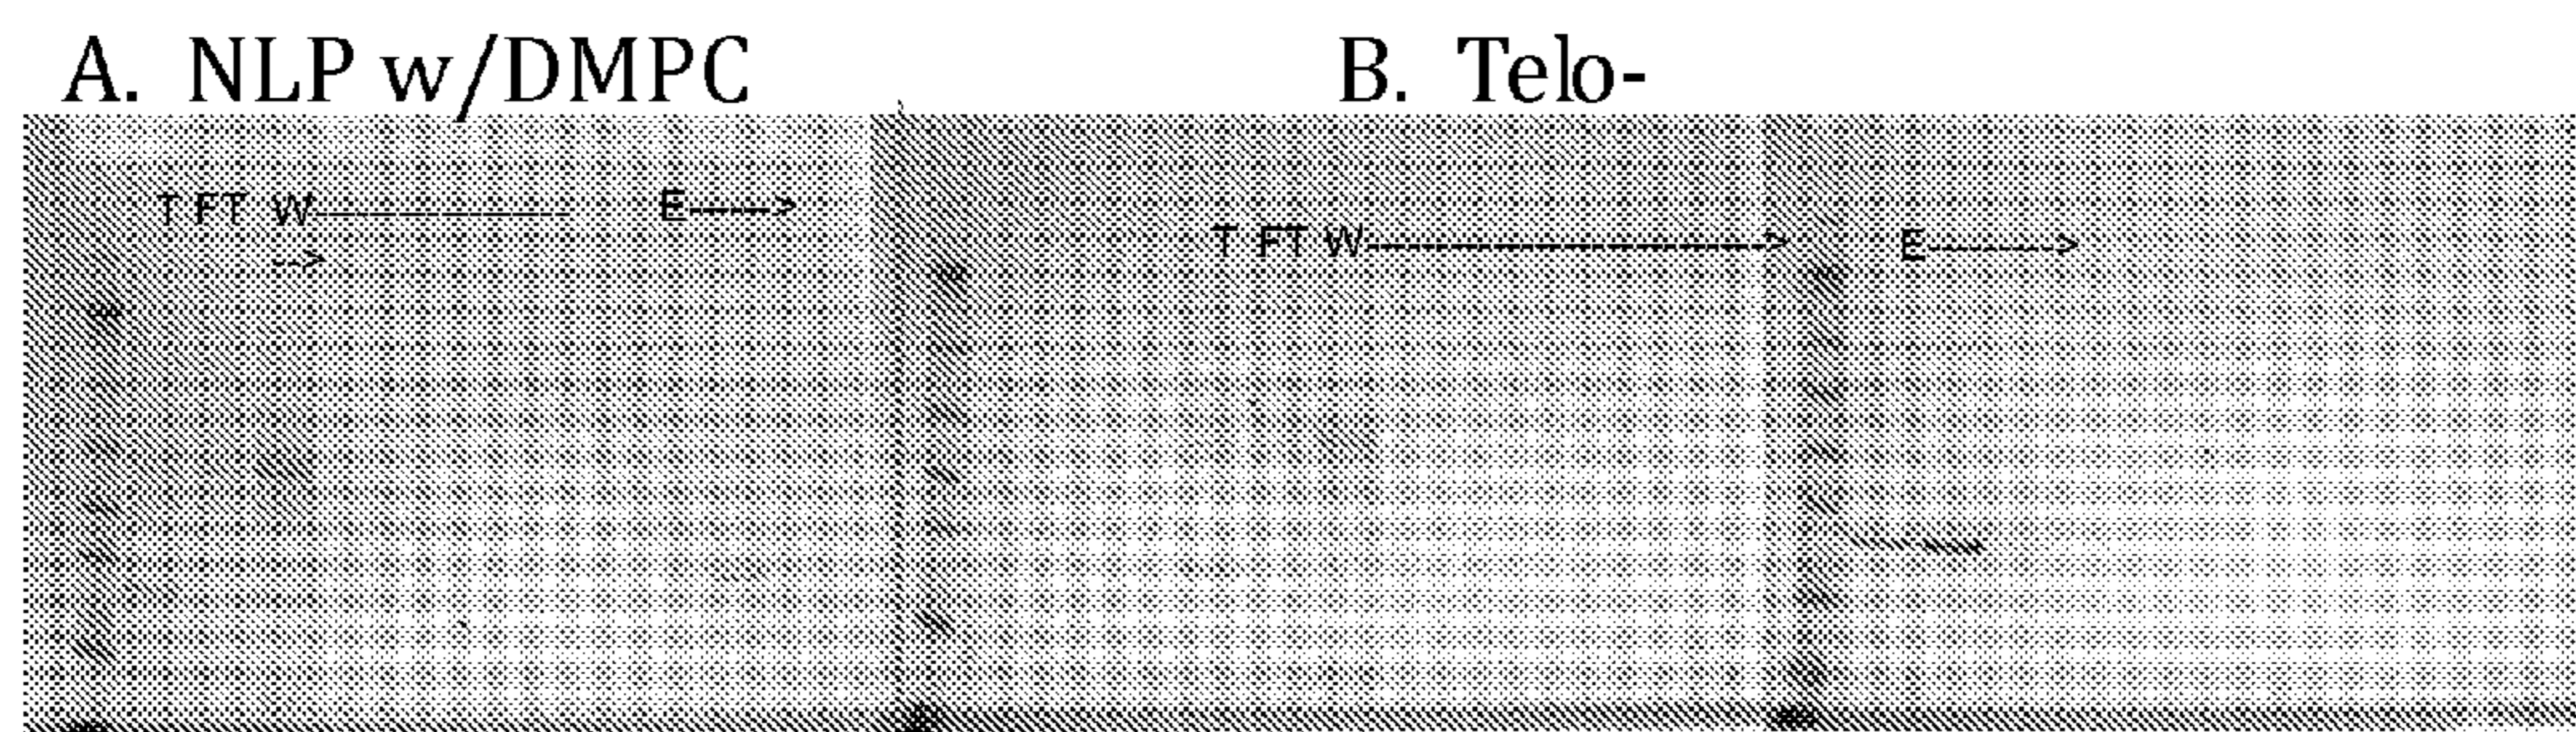 A. NLP w/DMPC
B. Telo-
T FT W
E
T FT W
E